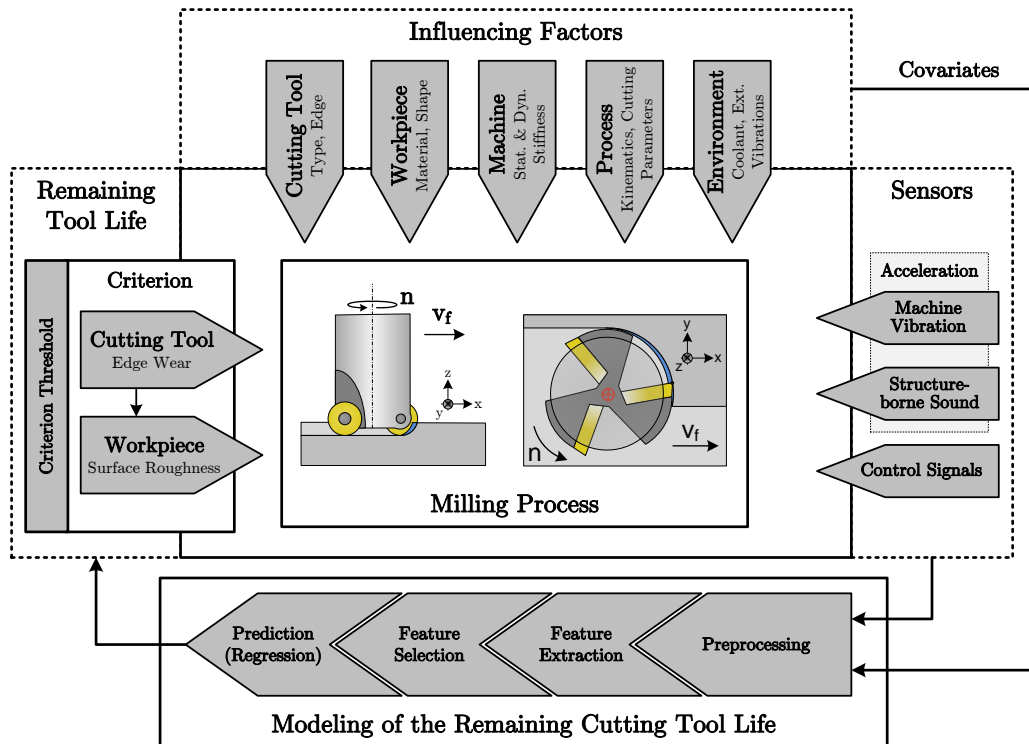 Influencing Factors
Covariates
Cutting Tool
Type, Edge
Workpiece
Material, Shape
Machine
Stat. & Dyn.
Stiffness
Process
Kinematics, Cutting
Parameters
Environment
Coolant, Ext.
Vibrations
Remaining
Tool Life
Criterion Threshold
Criterion
Cutting Tool
Edge Wear
Workpiece
Surface Roughness
n
v_f
z
y
x
y
z
x
n
v_f
Milling Process
Sensors
Acceleration
Machine
Vibration
Structure-
borne Sound
Control Signals
Prediction
(Regression)
Feature
Selection
Feature
Extraction
Preprocessing
Modeling of the Remaining Cutting Tool Life